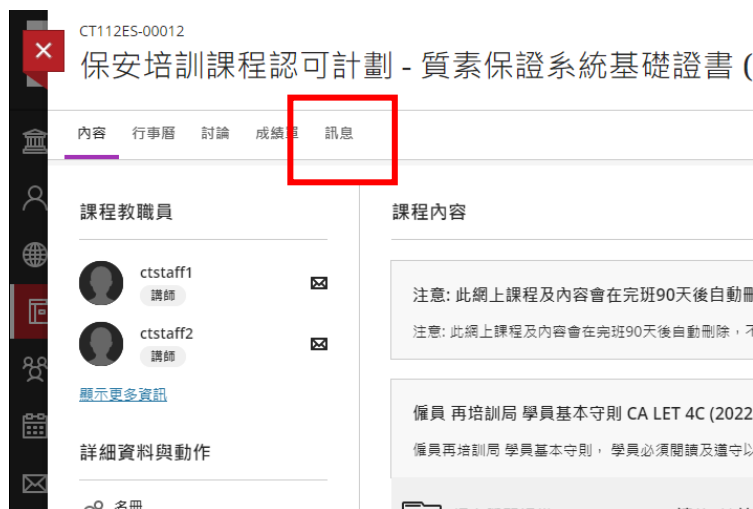 CT112ES-00012
保安培訓課程認可計劃 - 質素保證系統基礎證書 (
內容 行事曆 討論 成績單 訊息
課程教職員
ctstaff1
講師
ctstaff2
講師
顯示更多資訊
詳細資料與動作
名冊
課程內容
注意: 此網上課程及內容會在完班90天後自動
注意: 此網上課程及內容會在完班90天後自動刪除，不
僱員 再培訓局 學員基本守則 CA LET 4C (2022
僱員再培訓局 學員基本守則， 學員必須閱讀及遵守以